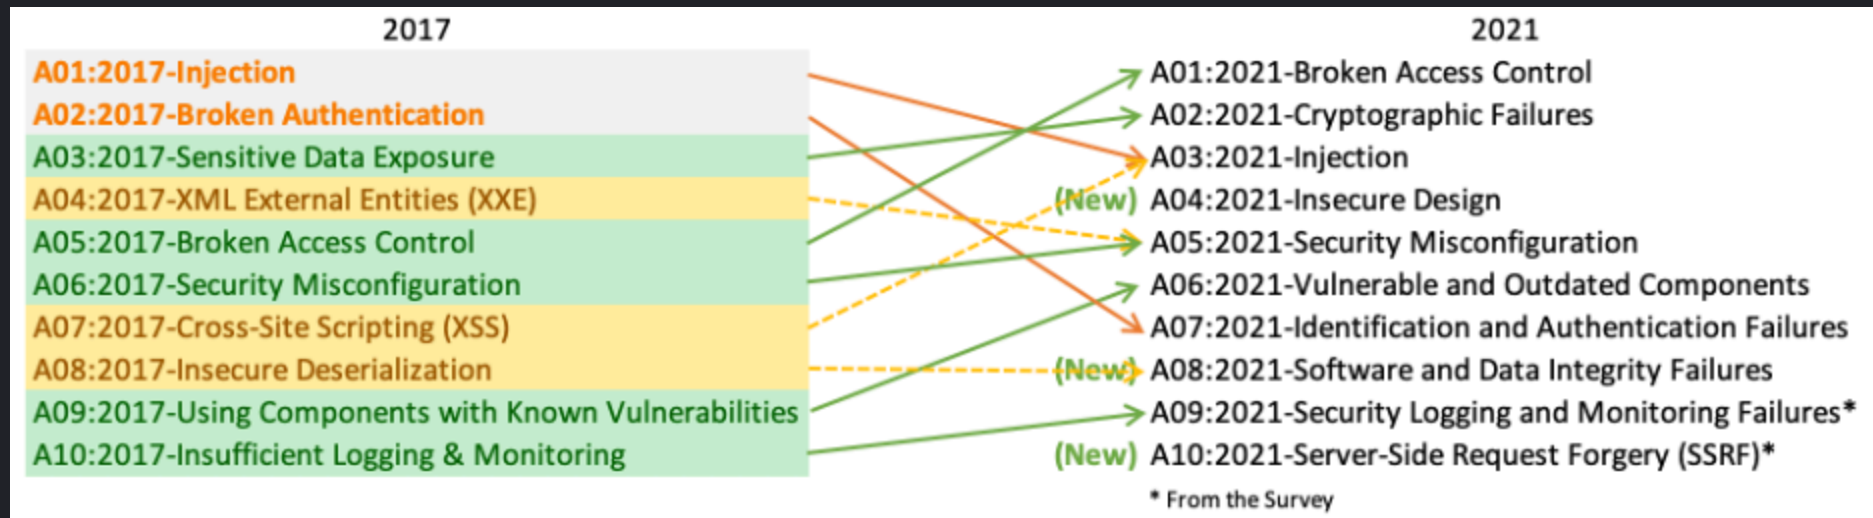 2017
A01:2017-Injection
A02:2017-Broken Authentication
A03:2017-Sensitive Data Exposure
A04:2017-XML External Entities (XXE)
A05:2017-Broken Access Control
A06:2017-Security Misconfiguration
A07:2017-Cross-Site Scripting (XSS)
A08:2017-Insecure Deserialization
A09:2017-Using Components with Known Vulnerabilities
A10:2017-Insufficient Logging & Monitoring
2021
A01:2021-Broken Access Control
A02:2021-Cryptographic Failures
A03:2021-Injection
(New) A04:2021-Insecure Design
A05:2021-Security Misconfiguration
A06:2021-Vulnerable and Outdated Components
A07:2021-Identification and Authentication Failures
(New) A08:2021-Software and Data Integrity Failures
A09:2021-Security Logging and Monitoring Failures*
(New) A10:2021-Server-Side Request Forgery (SSRF)*
* From the Survey